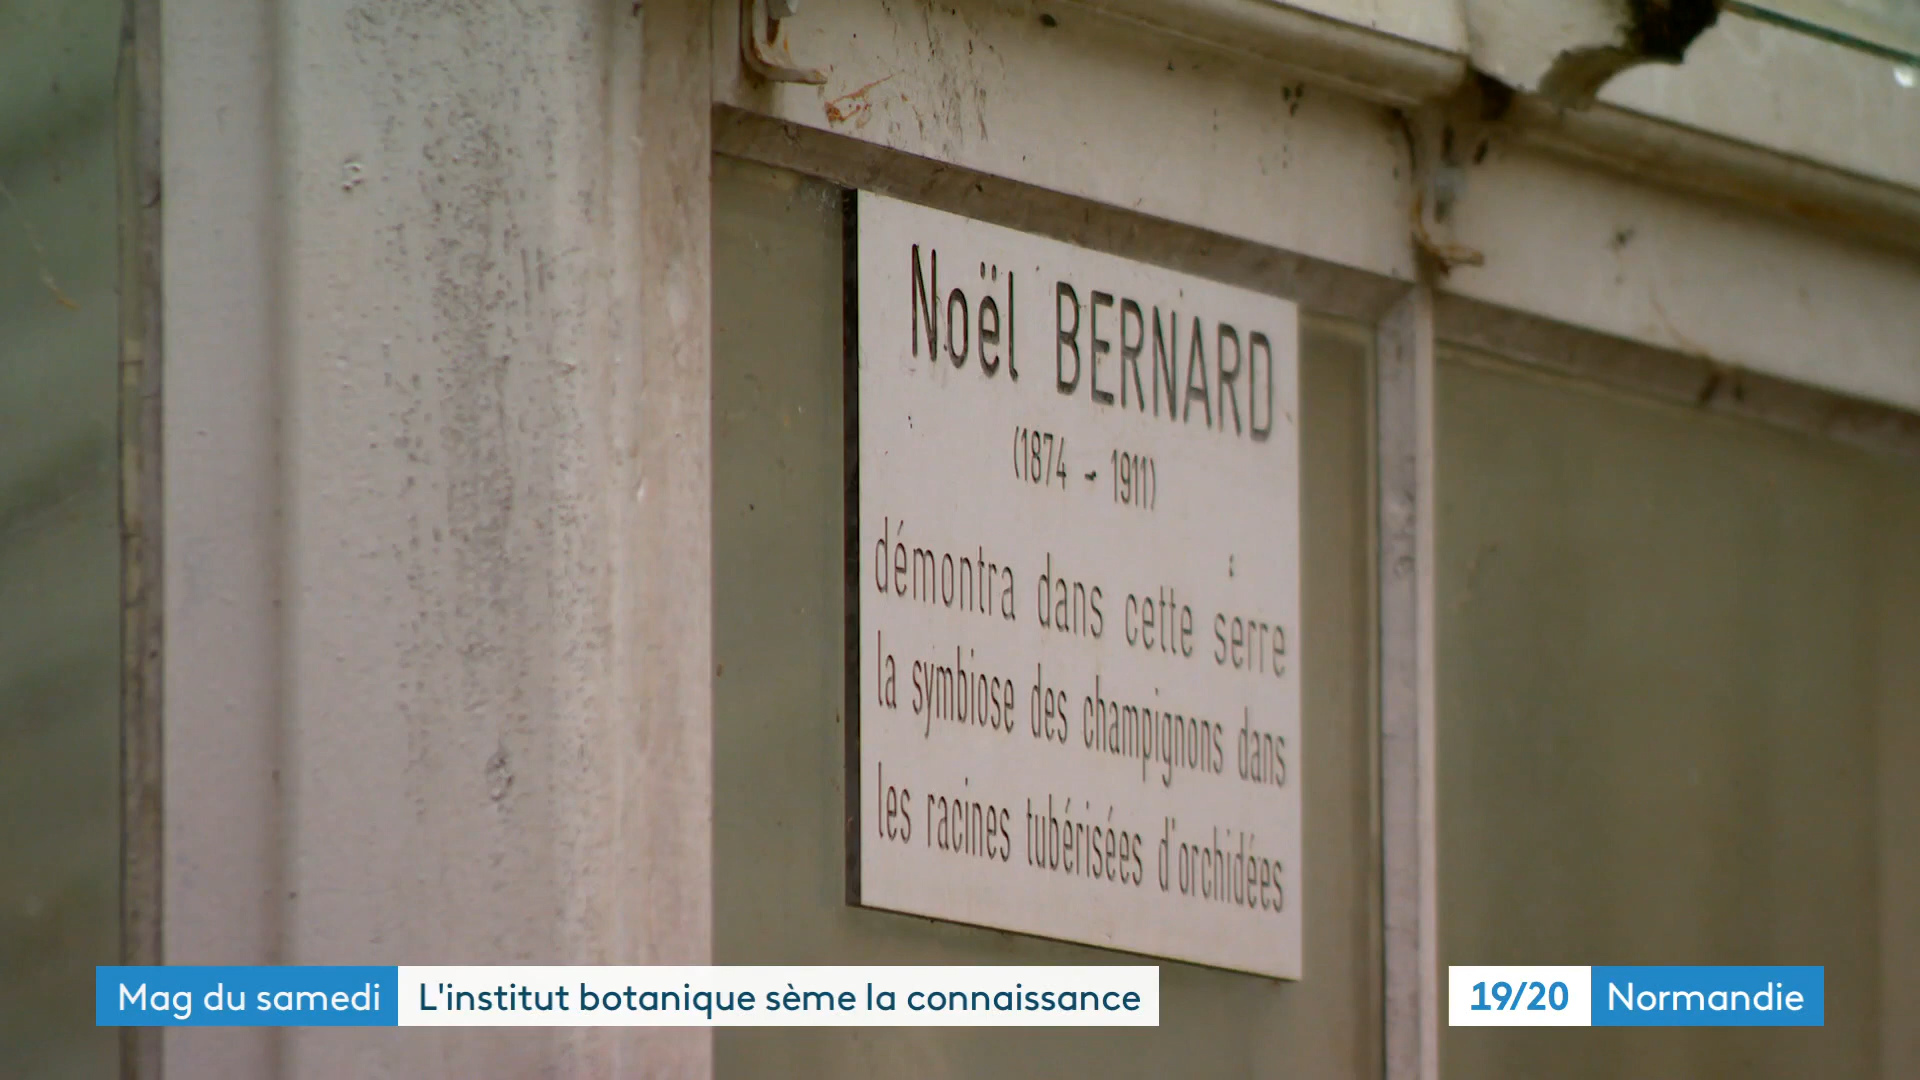 Noël BERNARD
(1874 - 1911)
démontra dans cette serre
la symbiose des champignons dans
les racines tubérisées d'orchidées
Mag du samedi L'institut botanique sème la connaissance
19/20 Normandie